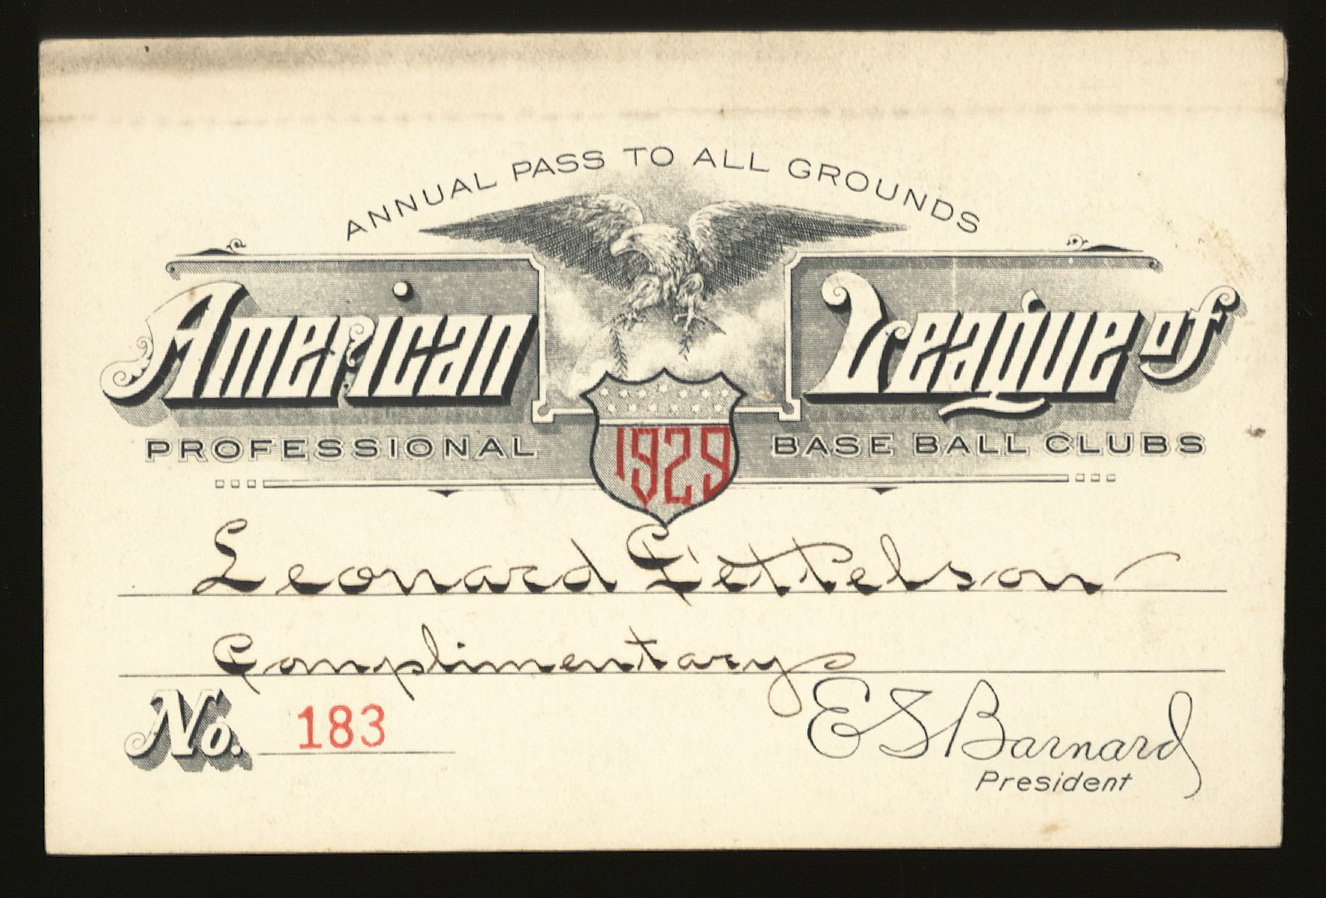 ANNUAL PASS TO ALL GROUNDS
American League of
PROFESSIONAL BASE BALL CLUBS
1929
Leonard Gettelson
Complimentary
No. 183
E S Barnard
President